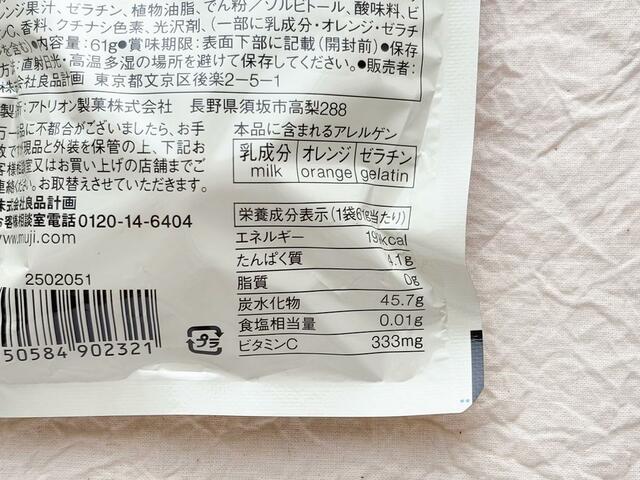 レンジ果汁、ゼラチン、植物油脂、でん粉／ソルビトール、酸味料、ビ
C、香料、クチナシ色素、光沢剤、（一部に乳成分・オレンジ・ゼラチ
を含む）●内容量：61g●賞味期限：表面下部に記載（開封前）●保存
方法：直射日光・高温多湿の場所を避けて保存してください。●販売者：
株式会社良品計画 東京都文京区後楽2-5-1
製造所：アトリオン製菓株式会社 長野県須坂市高梨288
万一品に不都合がございましたら、お手
数ですが現品と外装を保管の上、下記お
客様相談室又はお買い上げの店舗までご
連絡ください。お取替えさせていただきます。
株式会社良品計画
お客様相談室電話0120-14-6404
www.muji.com
2502051
50584 902321
本品に含まれるアレルゲン
乳成分 オレンジ ゼラチン
milk orange gelatin
栄養成分表示（1袋61g当たり）
エネルギー kcal
たんぱく質 4.1g
脂質 0g
炭水化物 45.7g
食塩相当量 0.01g
ビタミンC 333mg
プラ